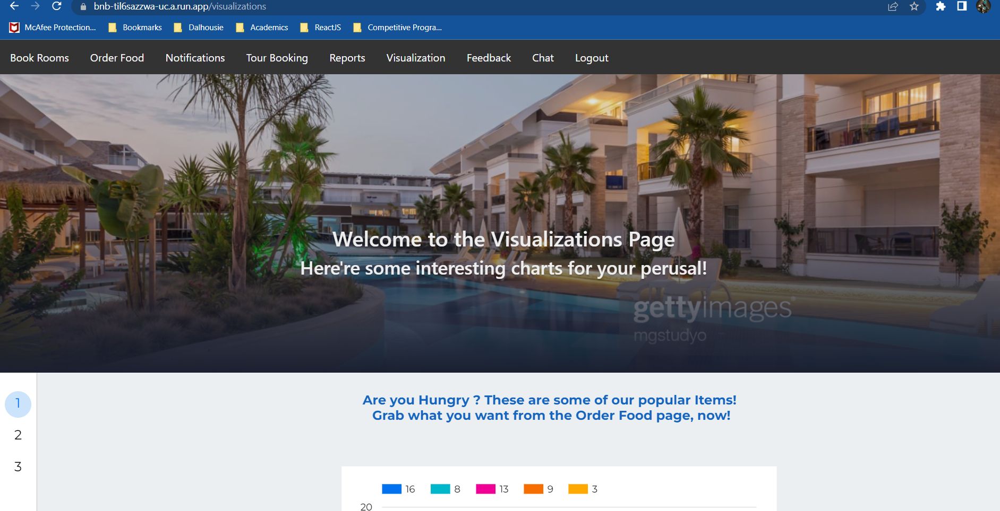 bnb-til6sazzwa-uc.a.run.app/visualizations
McAfee Protection... Bookmarks Dalhousie Academics ReactJS Competitive Progra...
Book Rooms Order Food Notifications Tour Booking Reports Visualization Feedback Chat Logout
Welcome to the Visualizations Page
Here're some interesting charts for your perusal!
gettyimages
mgstudyo
1
2
3
Are you Hungry ? These are some of our popular Items!
Grab what you want from the Order Food page, now!
16 8 13 9 3
20